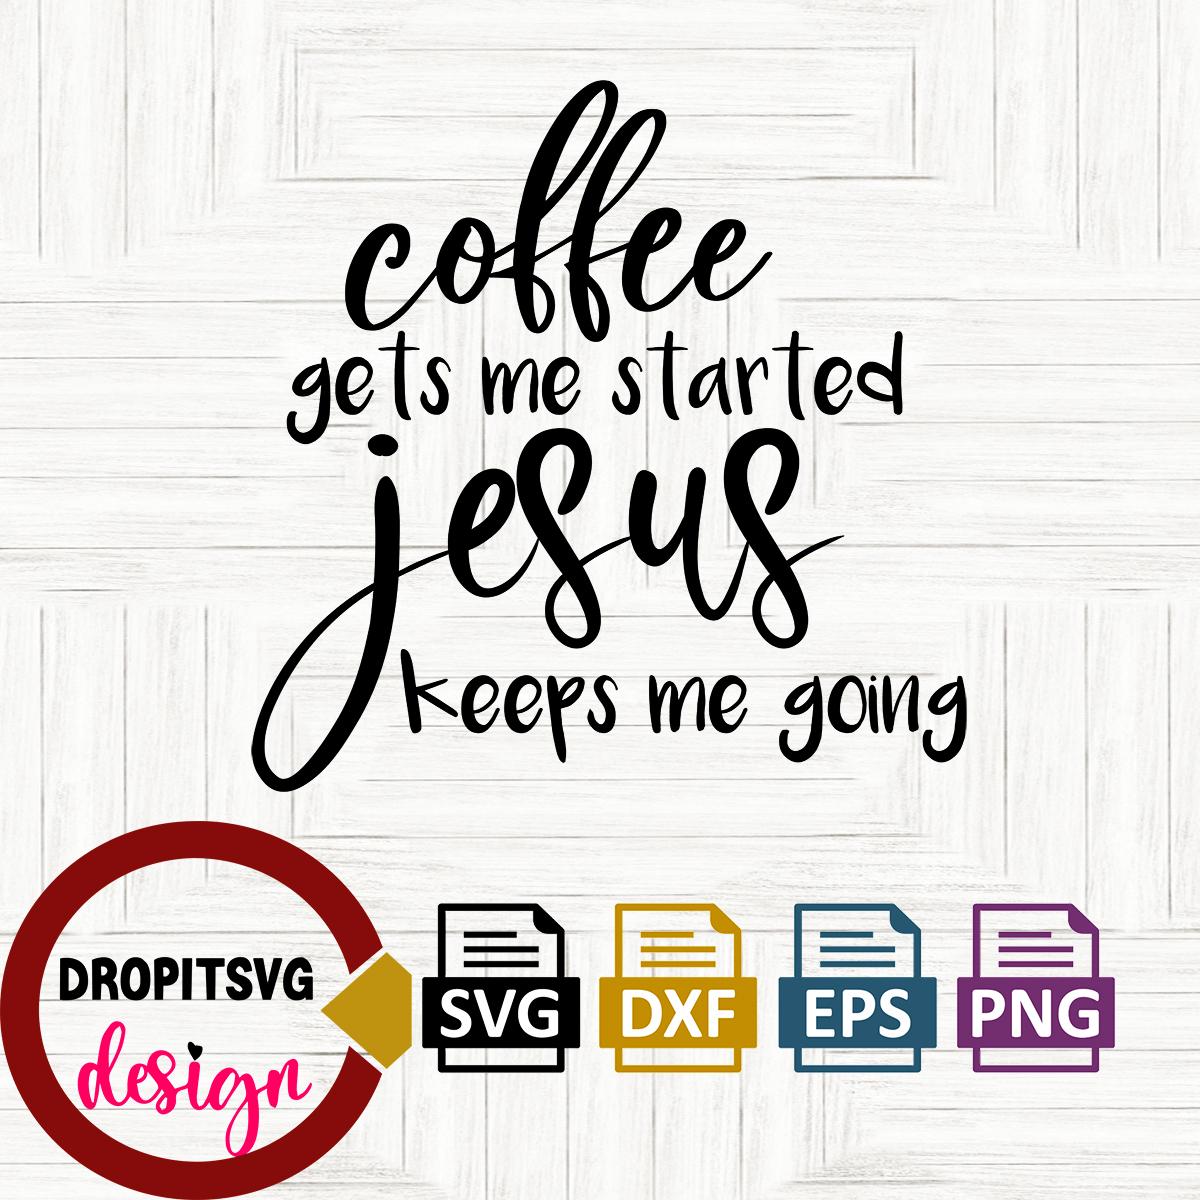 coffee
gets me started
jesus
keeps me going
DROPITSVG
design
SVG
DXF
EPS
PNG